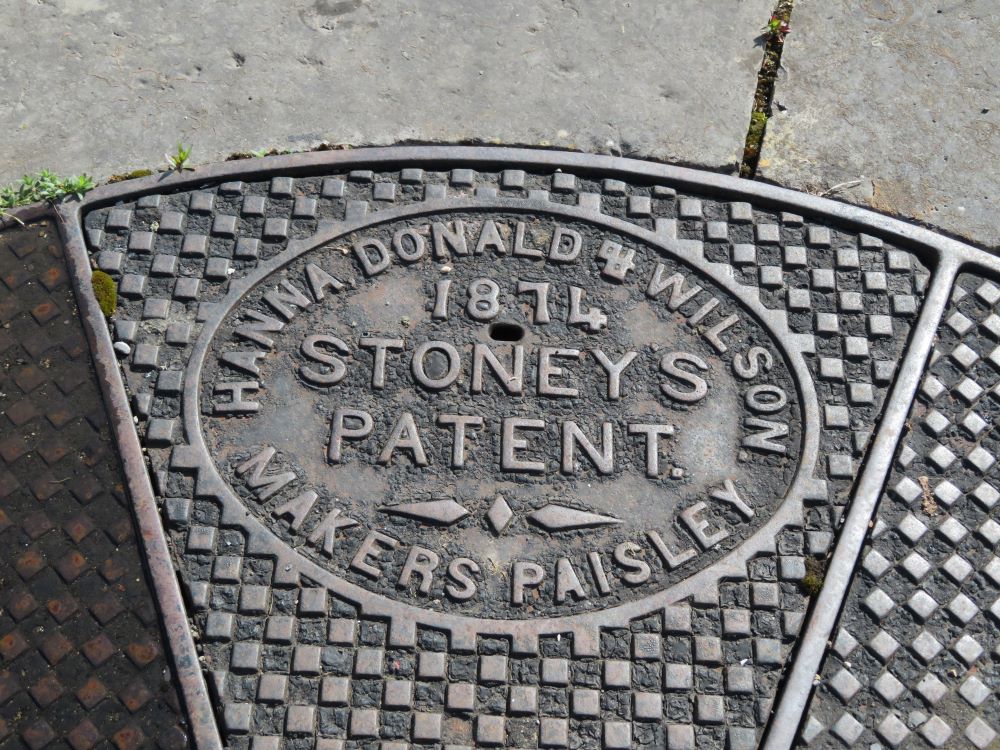 HANNA, DONALD & WILSON.
1874
STONEYS
PATENT.
MAKERS PAISLEY